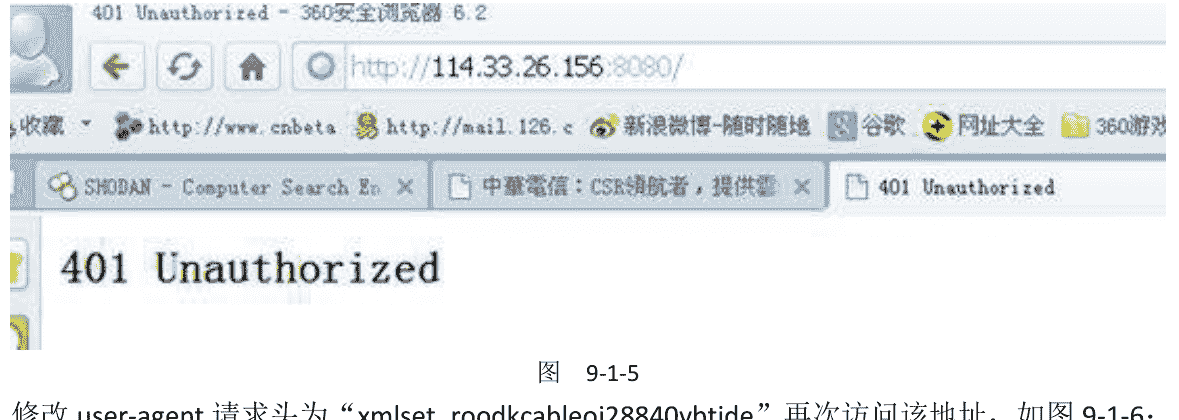 401 Unauthorized - 360安全浏览器 6.2
http://114.33.26.156:8080/
收藏 http://www.cnbeta http://mail.126.c 新浪微博-随时随地 谷歌 网址大全 360游戏
SHODAN - Computer Search En 中華電信：CSR領航者，提供雲 401 Unauthorized
401 Unauthorized
图 9-1-5
修改 user-agent 请求头为“xmlset_roodkcableoj28840ybtide”再次访问该地址，如图 9-1-6：